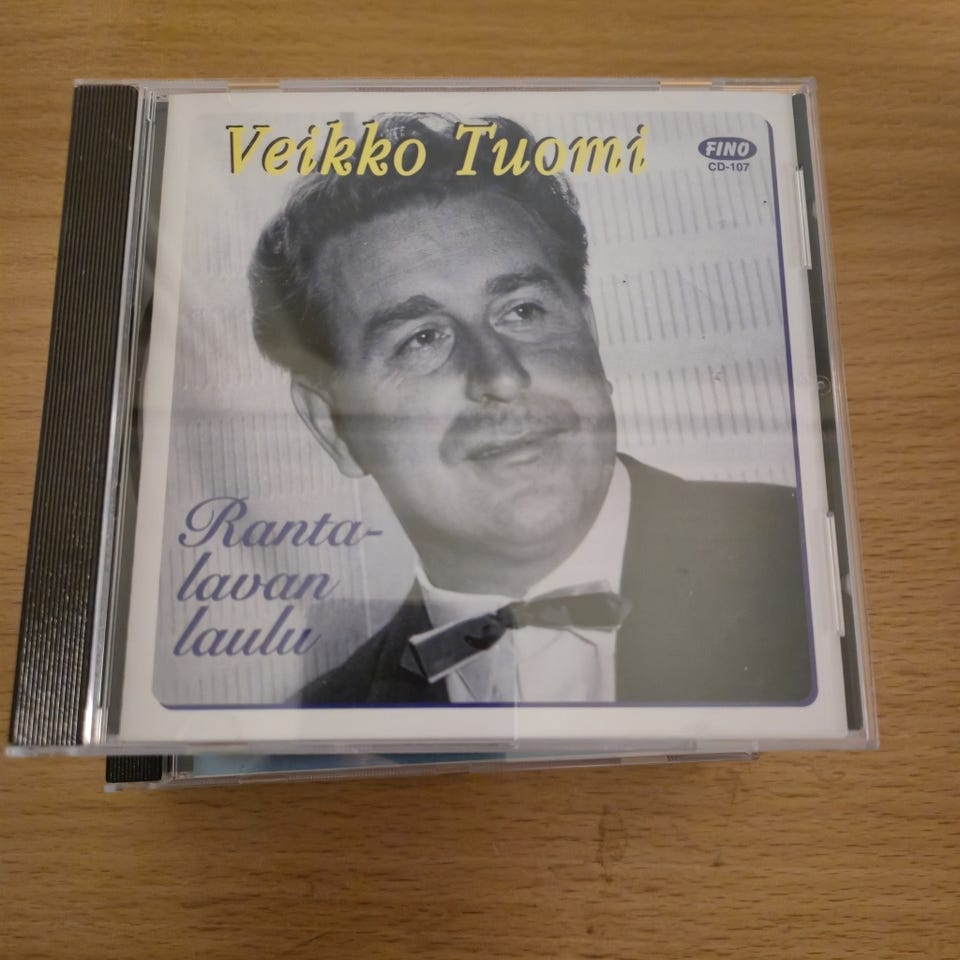 Veikko Tuomi
FINO
CD-107
Ranta-
lavan
laulu